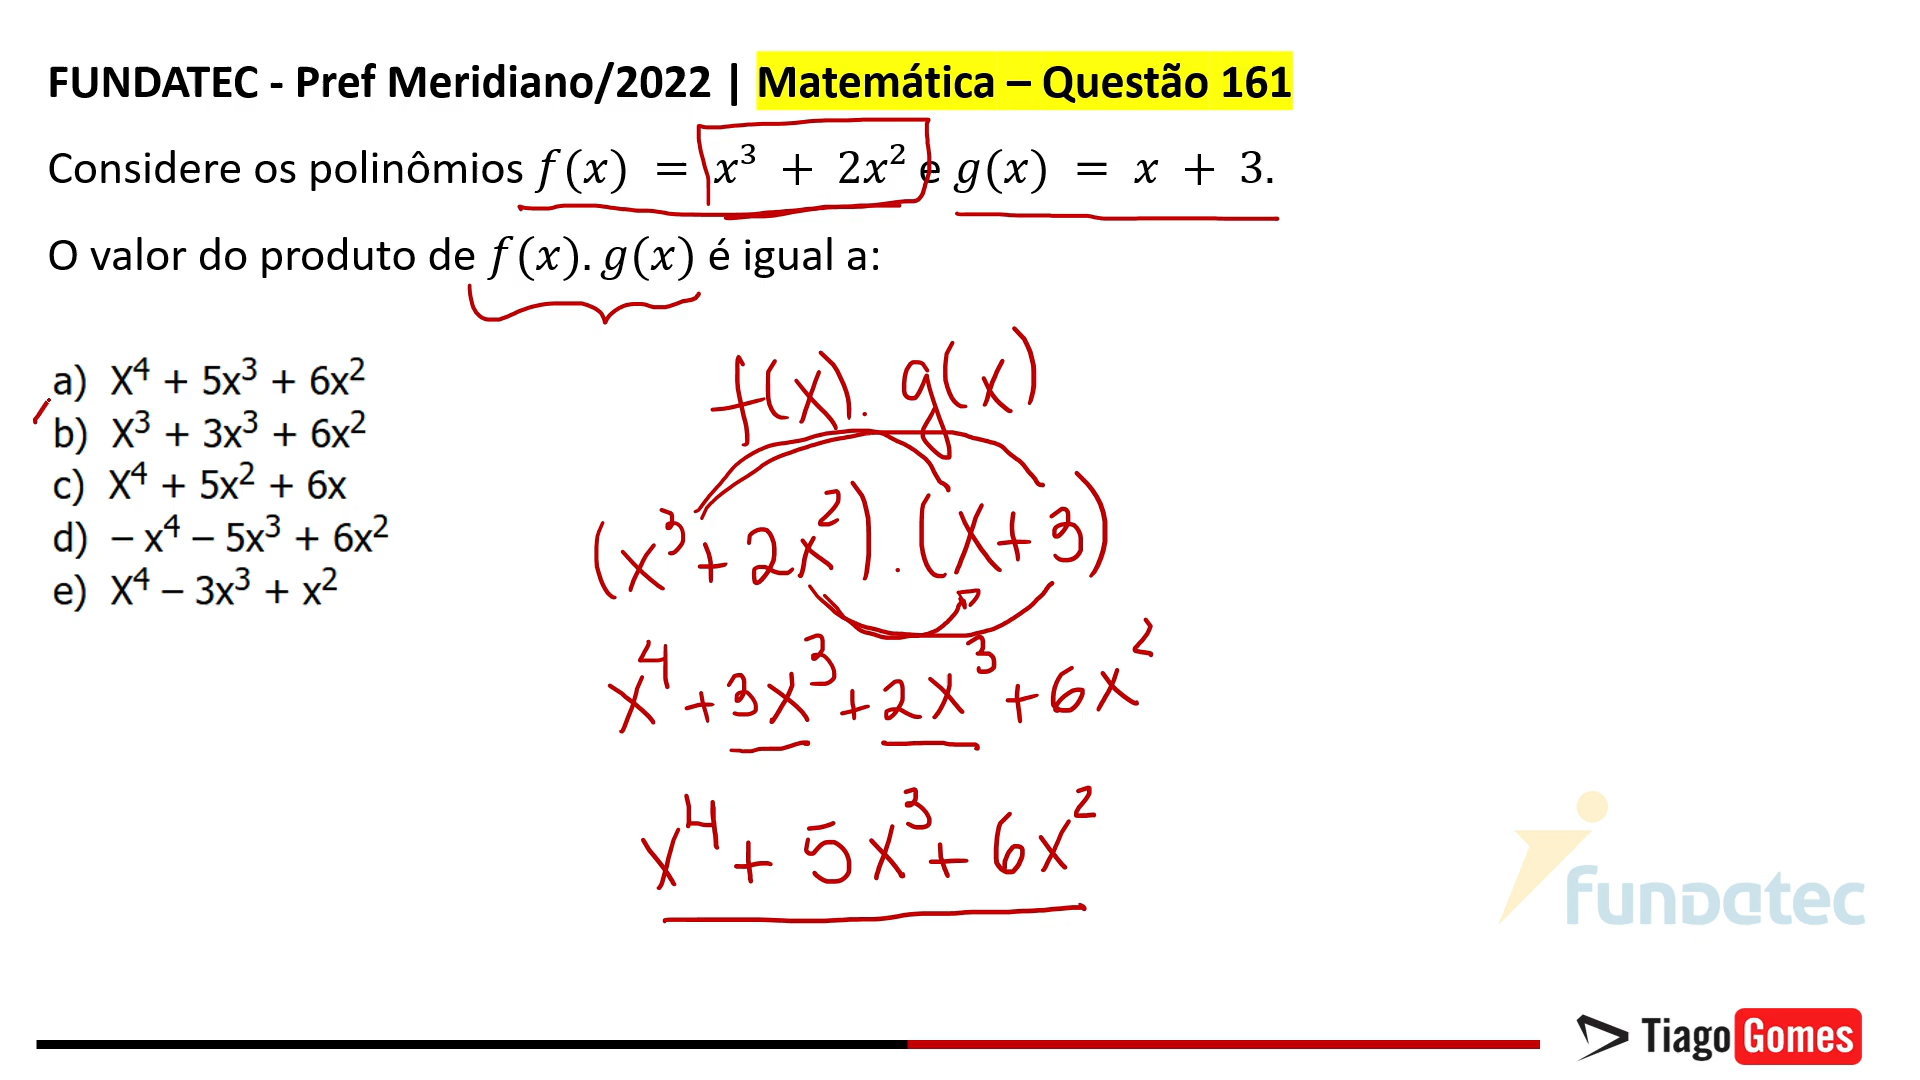 FUNDATEC - Pref Meridiano/2022 | Matemática – Questão 161
Considere os polinômios f(x) = x³ + 2x² e g(x) = x + 3.
O valor do produto de f(x). g(x) é igual a:
a) X⁴ + 5x³ + 6x²
b) X³ + 3x³ + 6x²
c) X⁴ + 5x² + 6x
d) – x⁴ – 5x³ + 6x²
e) X⁴ – 3x³ + x²
f(x). g(x)
(x³+2x²).(x+3)
x⁴+3x³+2x³+6x²
x⁴+5x³+6x²
fundatec
Tiago Gomes